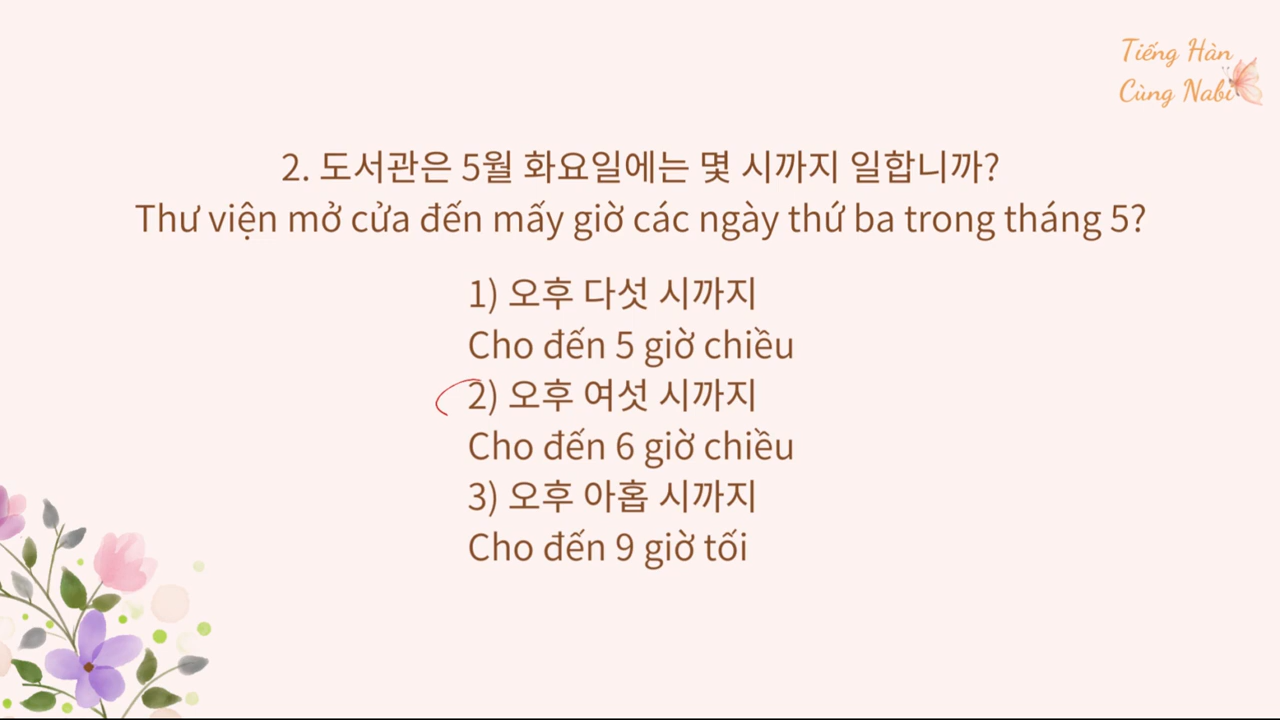 Tiếng Hàn
Cùng Nabi
2. 도서관은 5월 화요일에는 몇 시까지 일합니까?
Thư viện mở cửa đến mấy giờ các ngày thứ ba trong tháng 5?
1) 오후 다섯 시까지
Cho đến 5 giờ chiều
2) 오후 여섯 시까지
Cho đến 6 giờ chiều
3) 오후 아홉 시까지
Cho đến 9 giờ tối